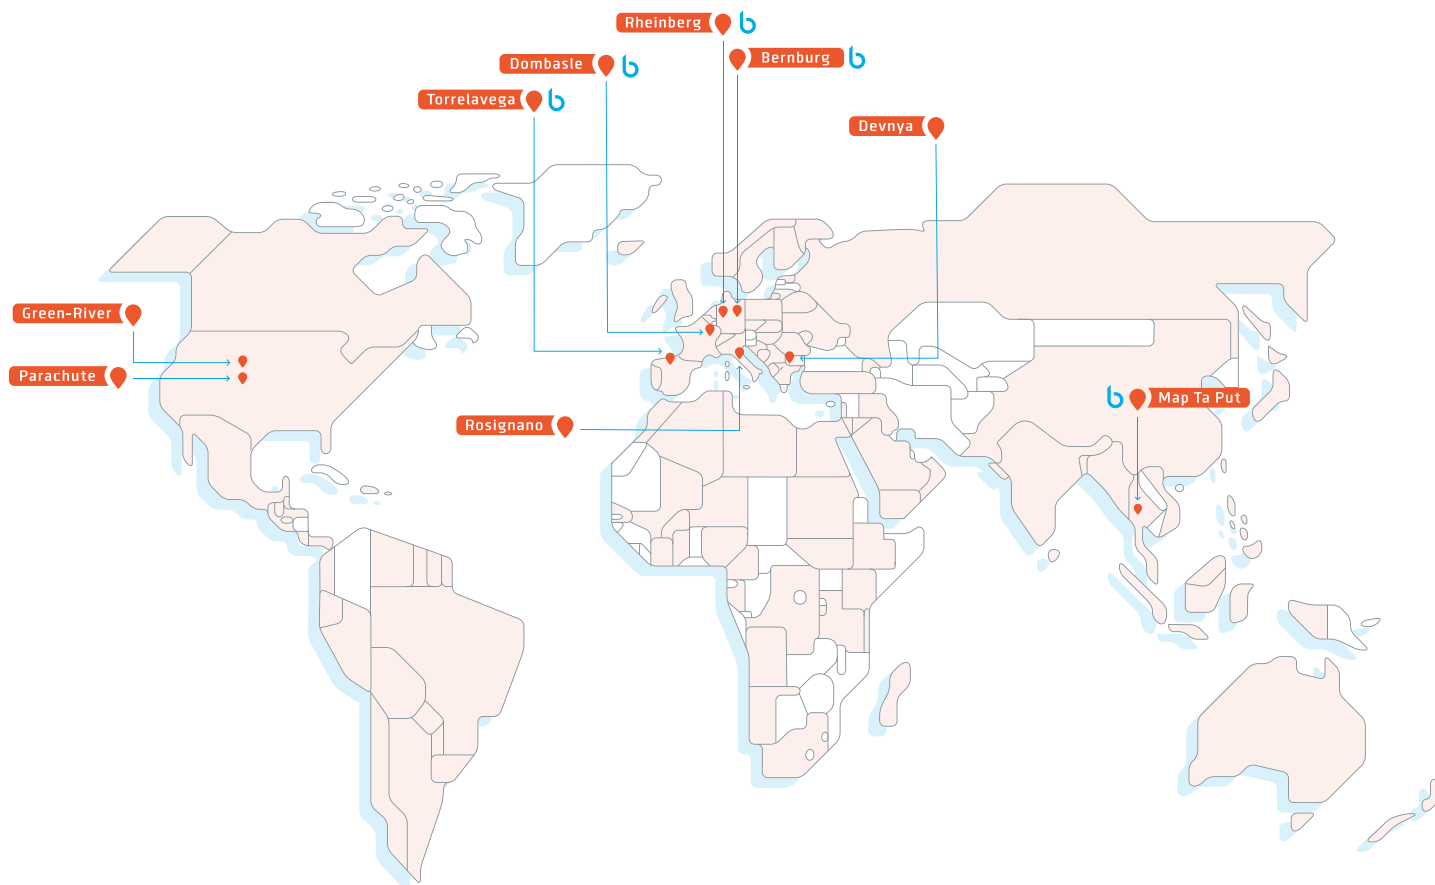 Rheinberg
Bernburg
Dombasle
Torrelavega
Devnya
Green-River
Parachute
Map Ta Put
Rosignano